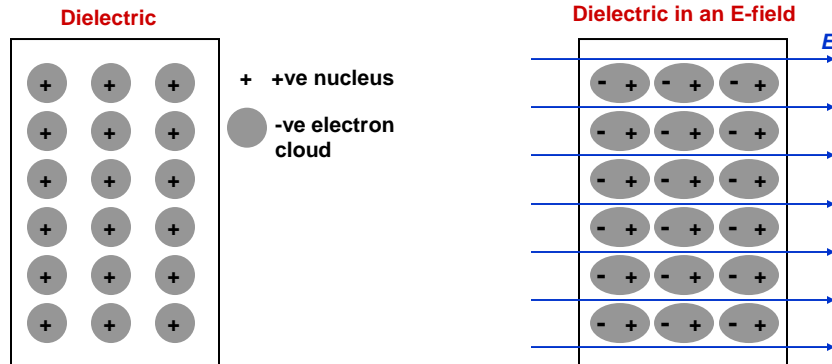 Dielectric
+ + +
+ + +
+ + +
+ + +
+ + +
+ + +
+ +ve nucleus
-ve electron
cloud
Dielectric in an E-field
E
- + - + - +
- + - + - +
- + - + - +
- + - + - +
- + - + - +
- + - + - +